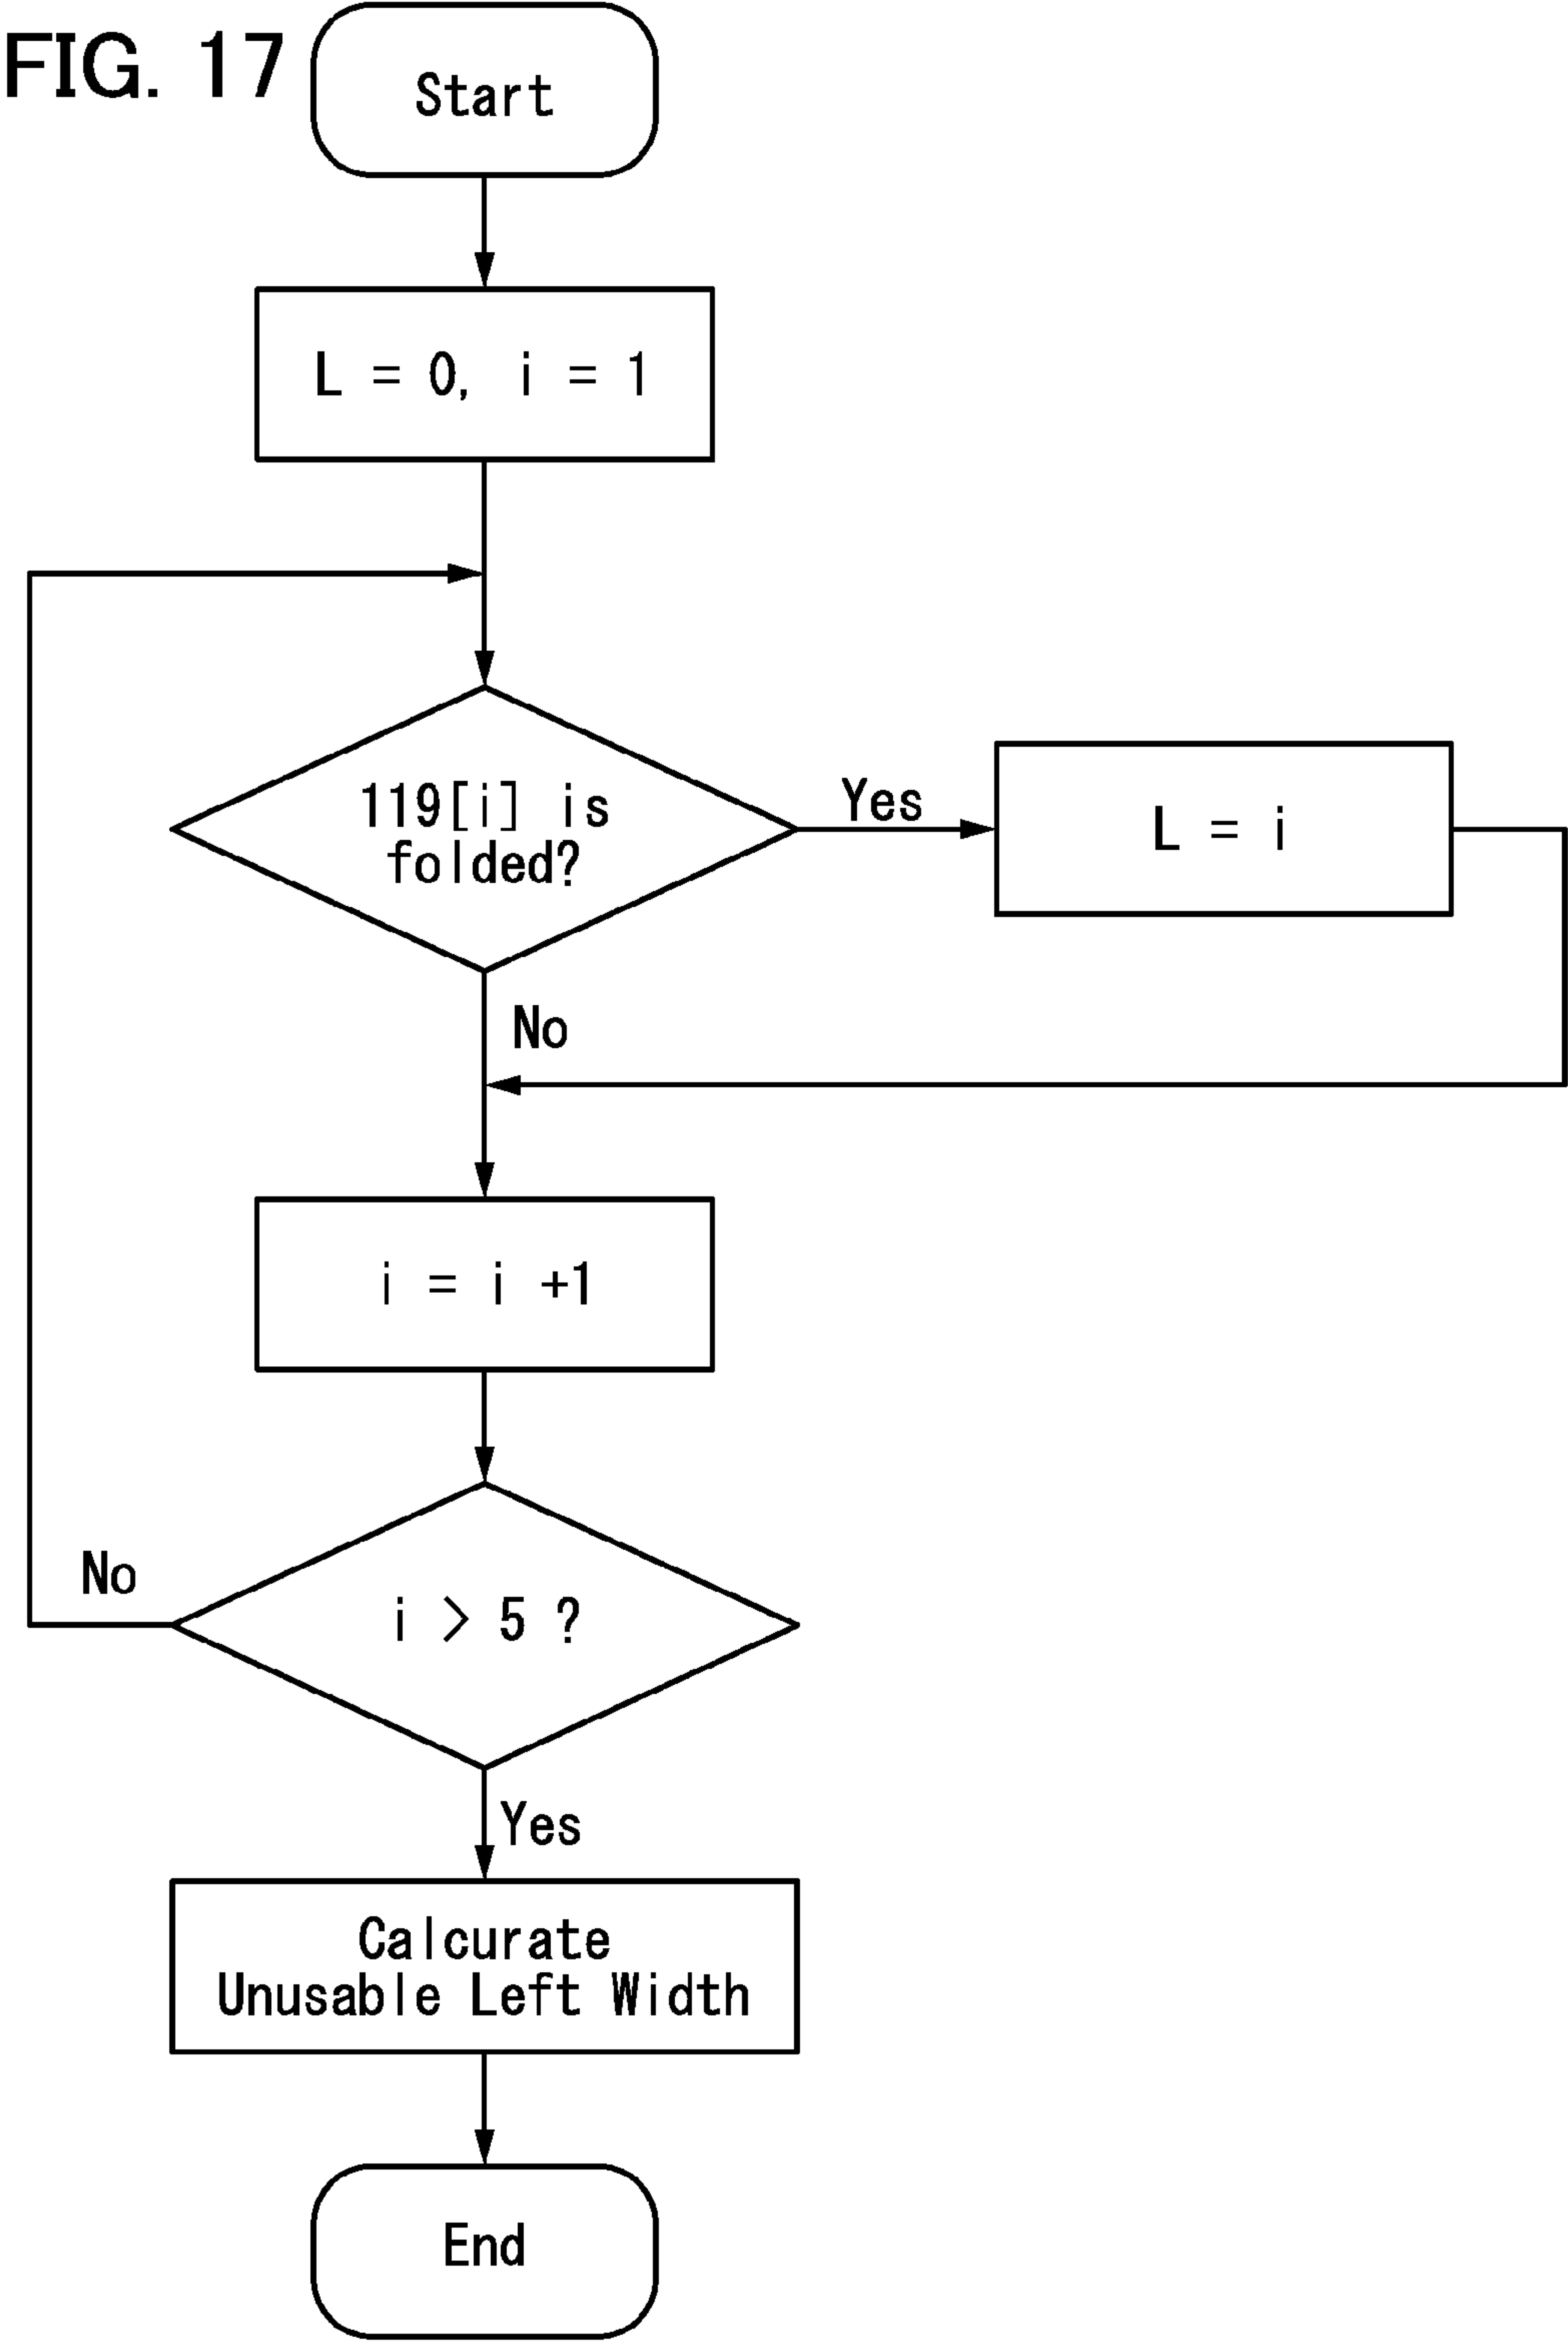 FIG. 17
Start
L = 0, i = 1
119[i] is
folded?
Yes
L = i
No
i = i +1
i > 5 ?
No
Yes
Calcurate
Unusable Left Width
End